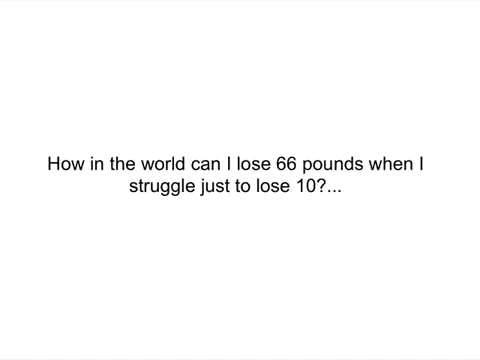 How in the world can I lose 66 pounds when I
struggle just to lose 10?...